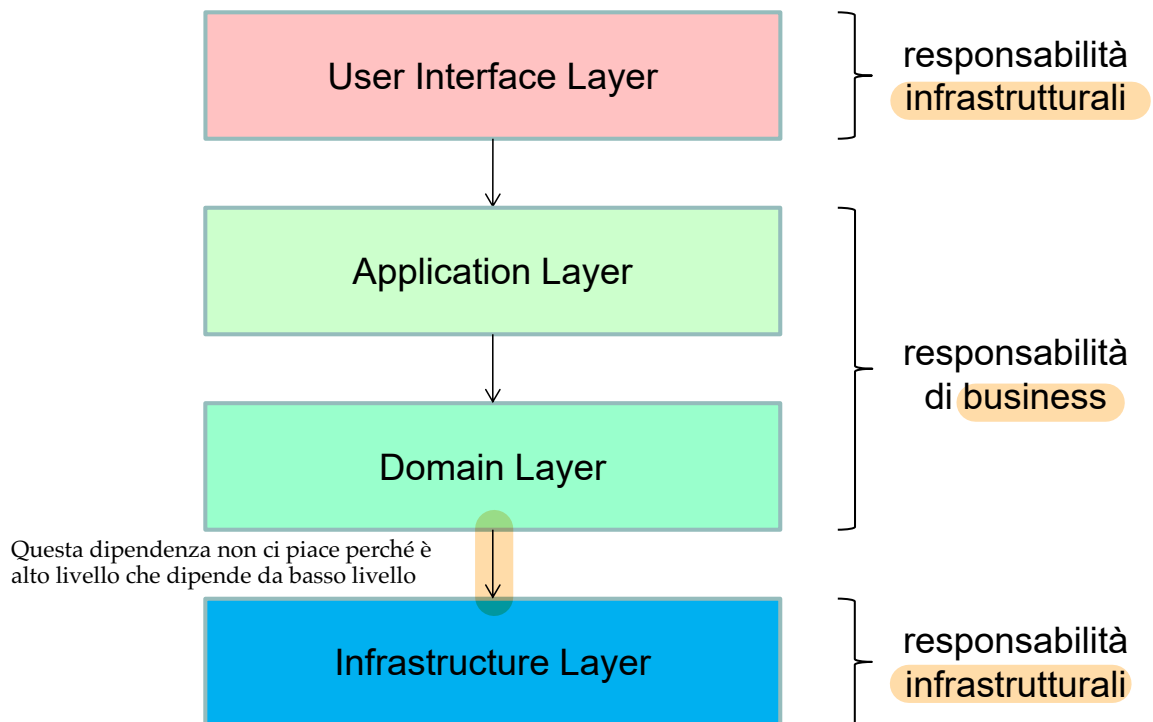 User Interface Layer
responsabilità
infrastrutturali
Application Layer
responsabilità
di business
Domain Layer
Questa dipendenza non ci piace perché è
alto livello che dipende da basso livello
Infrastructure Layer
responsabilità
infrastrutturali